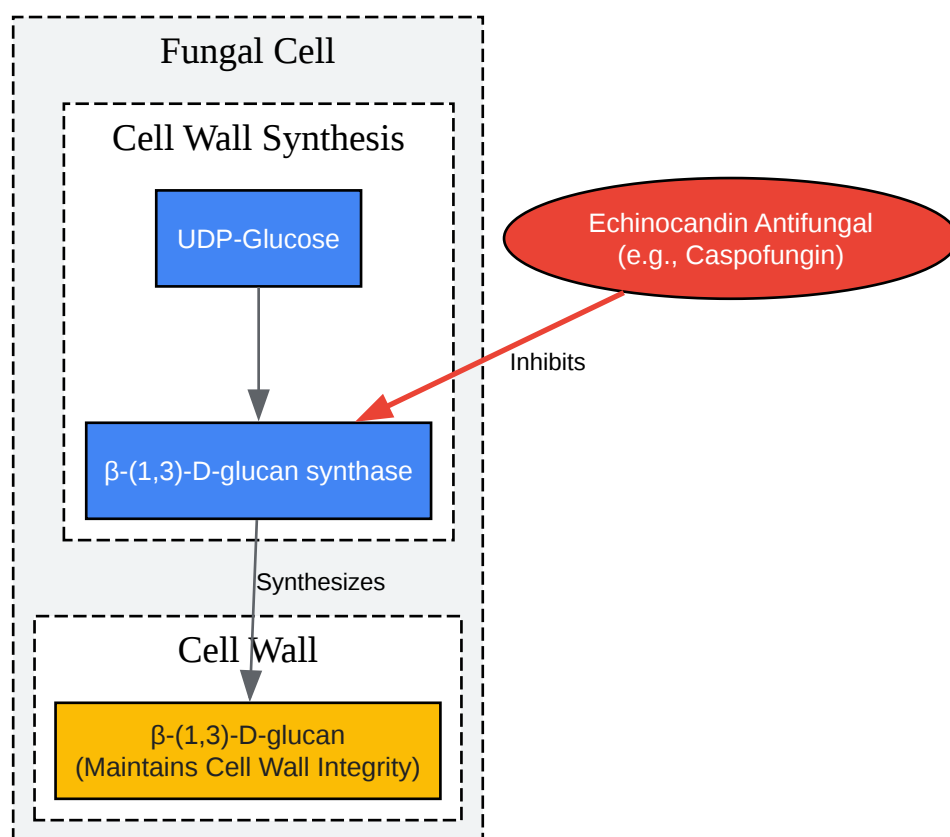 Fungal Cell
Cell Wall Synthesis
UDP-Glucose
Echinocandin Antifungal
(e.g., Caspofungin)
Inhibits
β-(1,3)-D-glucan synthase
Synthesizes
Cell Wall
β-(1,3)-D-glucan
(Maintains Cell Wall Integrity)